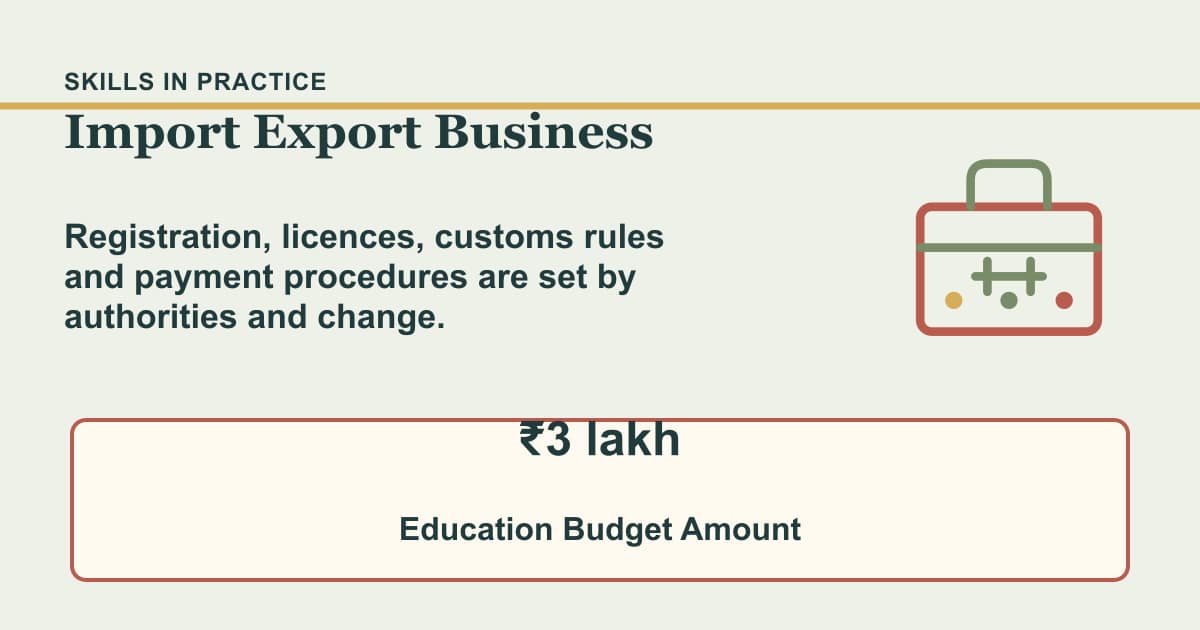 SKILLS IN PRACTICE
Import Export Business
Registration, licences, customs rules
and payment procedures are set by
authorities and change.
₹3 lakh
Education Budget Amount